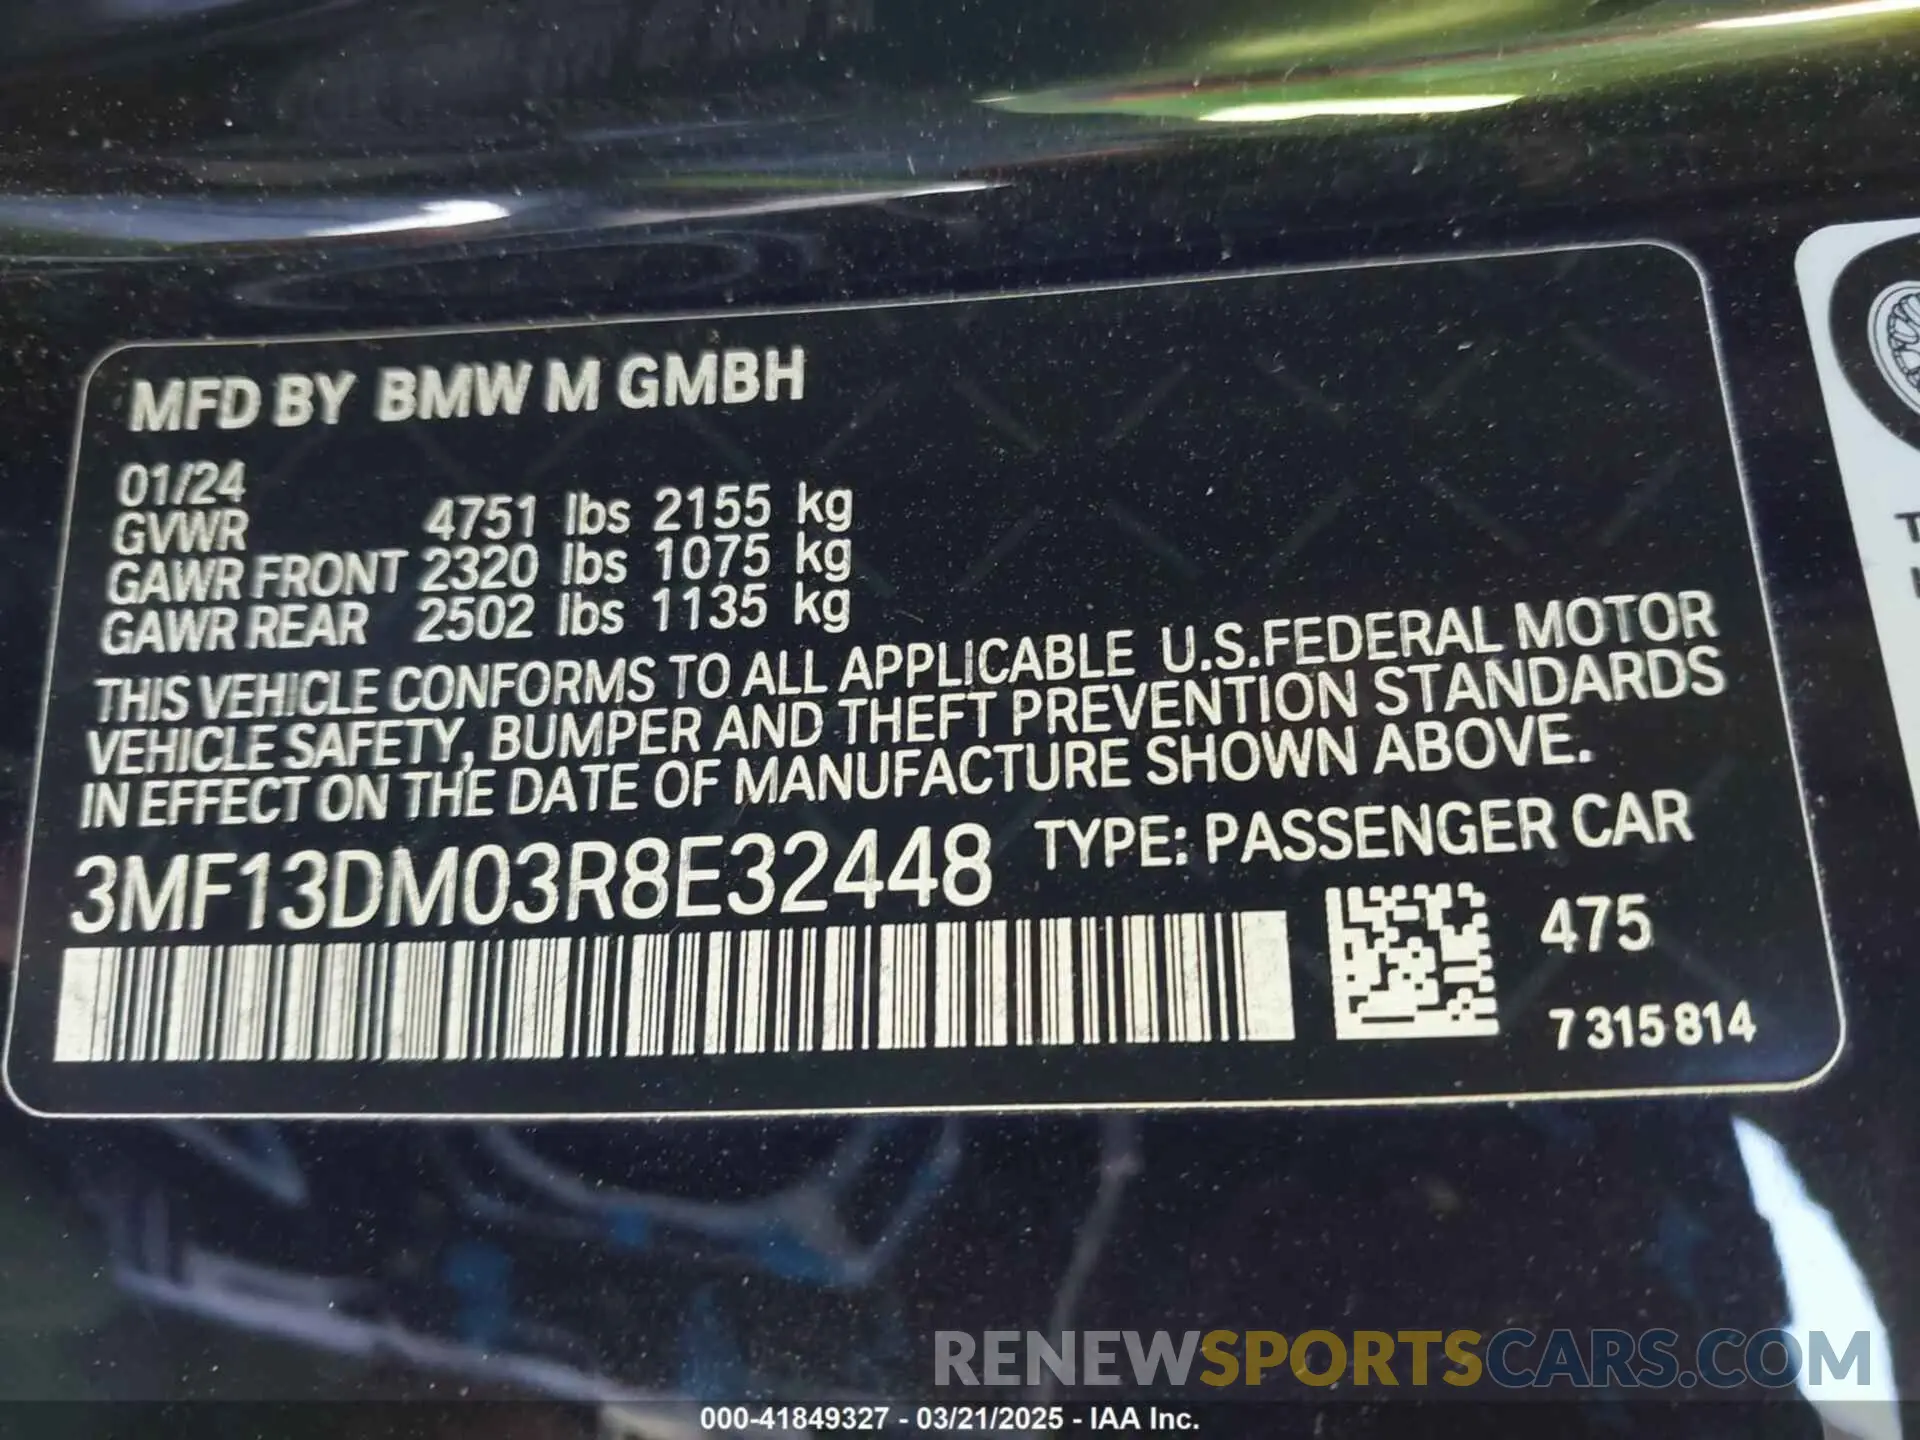 MFD BY BMW M GMBH
01/24
GVWR 4751 lbs 2155 kg
GAWR FRONT 2320 lbs 1075 kg
GAWR REAR 2502 lbs 1135 kg
THIS VEHICLE CONFORMS TO ALL APPLICABLE U.S.FEDERAL MOTOR
VEHICLE SAFETY, BUMPER AND THEFT PREVENTION STANDARDS
IN EFFECT ON THE DATE OF MANUFACTURE SHOWN ABOVE.
3MF13DM03R8E32448 TYPE: PASSENGER CAR
475
7 315 814
RENEWSPORTSCARS.COM
000-41849327 - 03/21/2025 - IAA Inc.